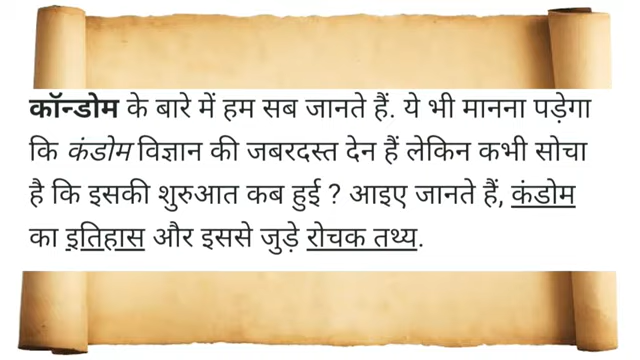 कॉन्डोम के बारे में हम सब जानते हैं. ये भी मानना पड़ेगा
कि कंडोम विज्ञान की जबरदस्त देन हैं लेकिन कभी सोचा
है कि इसकी शुरुआत कब हुई ? आइए जानते हैं, कंडोम
का इतिहास और इससे जुड़े रोचक तथ्य.